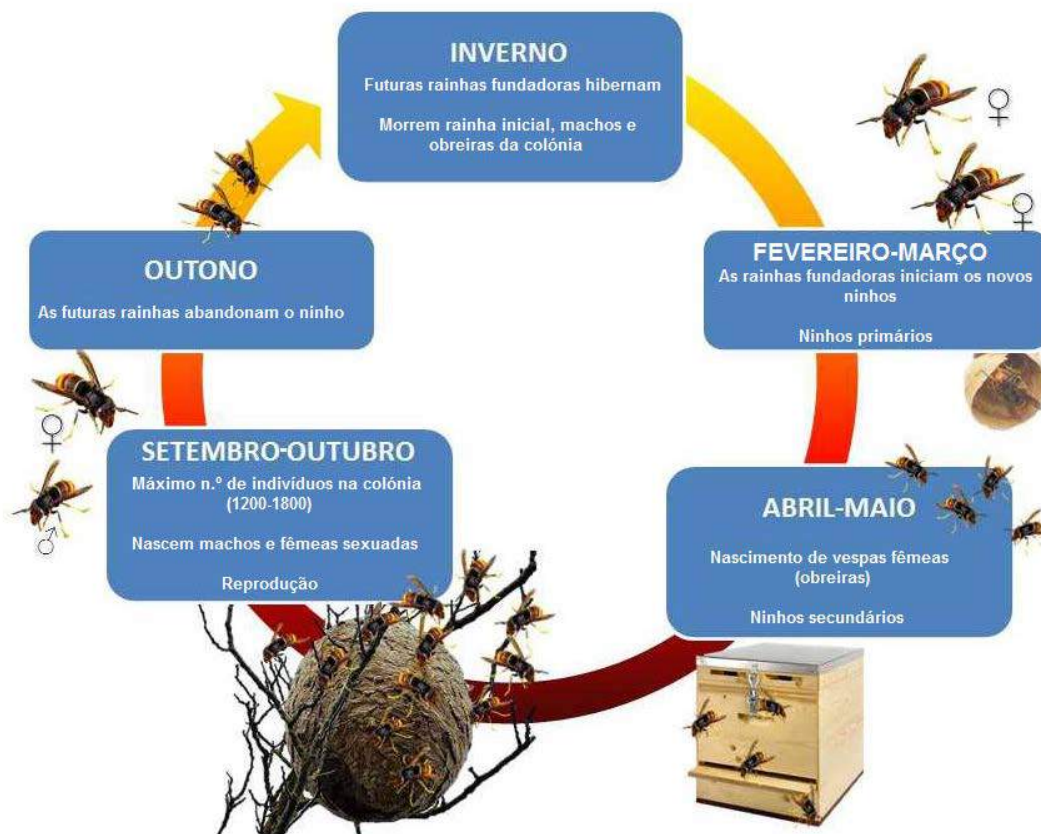 INVERNO
Futuras rainhas fundadoras hibernam
Morrem rainha inicial, machos e
obreiras da colónia
FEVEREIRO-MARÇO
As rainhas fundadoras iniciam os novos
ninhos
Ninhos primários
ABRIL-MAIO
Nascimento de vespas fêmeas
(obreiras)
Ninhos secundários
SETEMBRO-OUTUBRO
Máximo n.º de indivíduos na colónia
(1200-1800)
Nascem machos e fêmeas sexuadas
Reprodução
OUTONO
As futuras rainhas abandonam o ninho